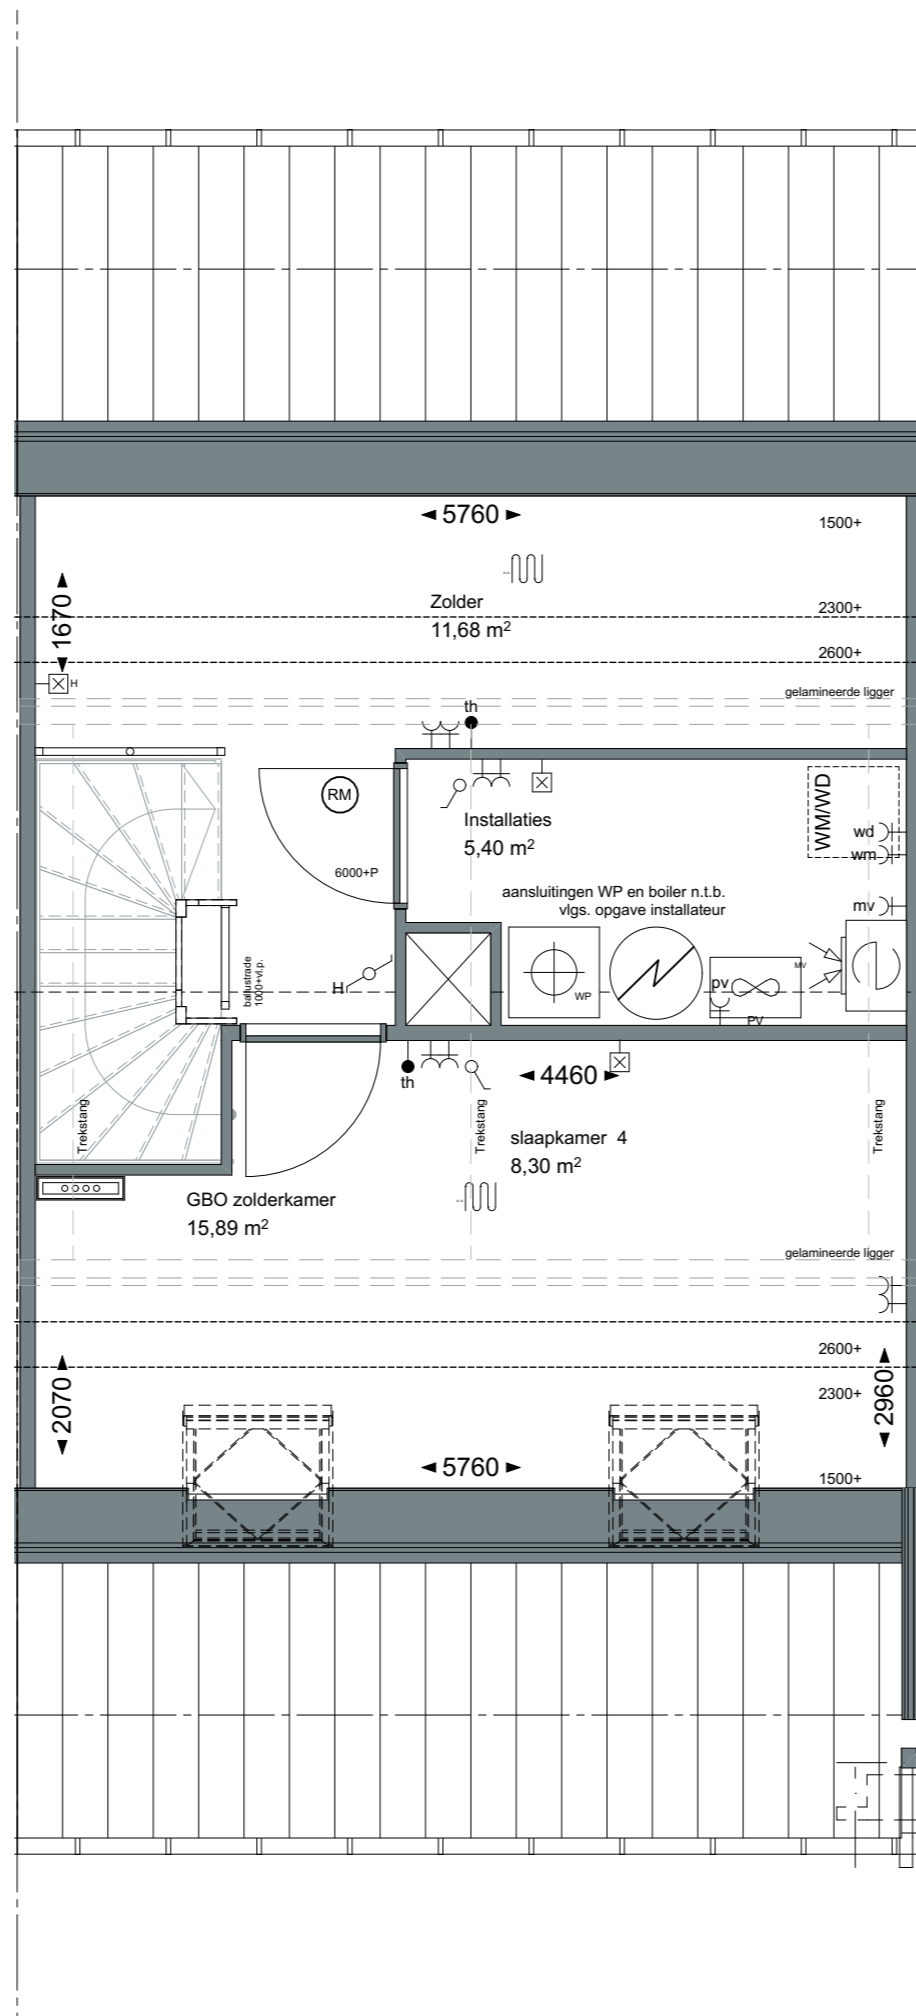 5760
1500+
1670
Zolder
11,68 m²
2300+
2600+
H
gelamineerde ligger
th
RM
Installaties
5,40 m²
WM/WD
wd
wm
6000+P
aansluitingen WP en boiler n.t.b.
vlgs. opgave installateur
mv
ballustrade
1000+vl.p.
H
WP
pv
MV
PV
th
4460
Trekstang
Trekstang
Trekstang
slaapkamer 4
8,30 m²
GBO zolderkamer
15,89 m²
gelamineerde ligger
2600+
2070
2300+
2960
5760
1500+